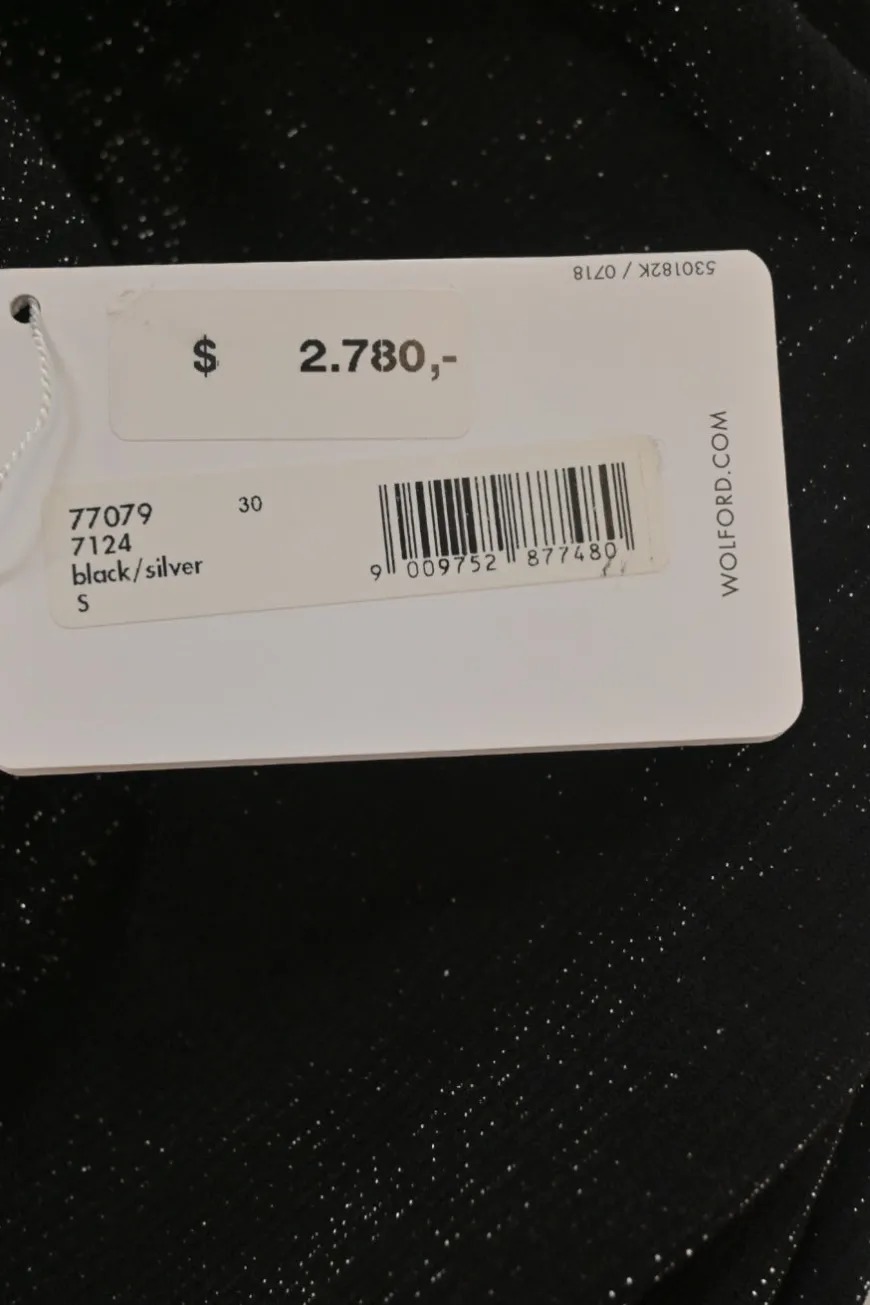 530182K / 0718
$ 2.780,-
77079 30
7124
black/silver
S
9 009752 877480
WOLFORD.COM